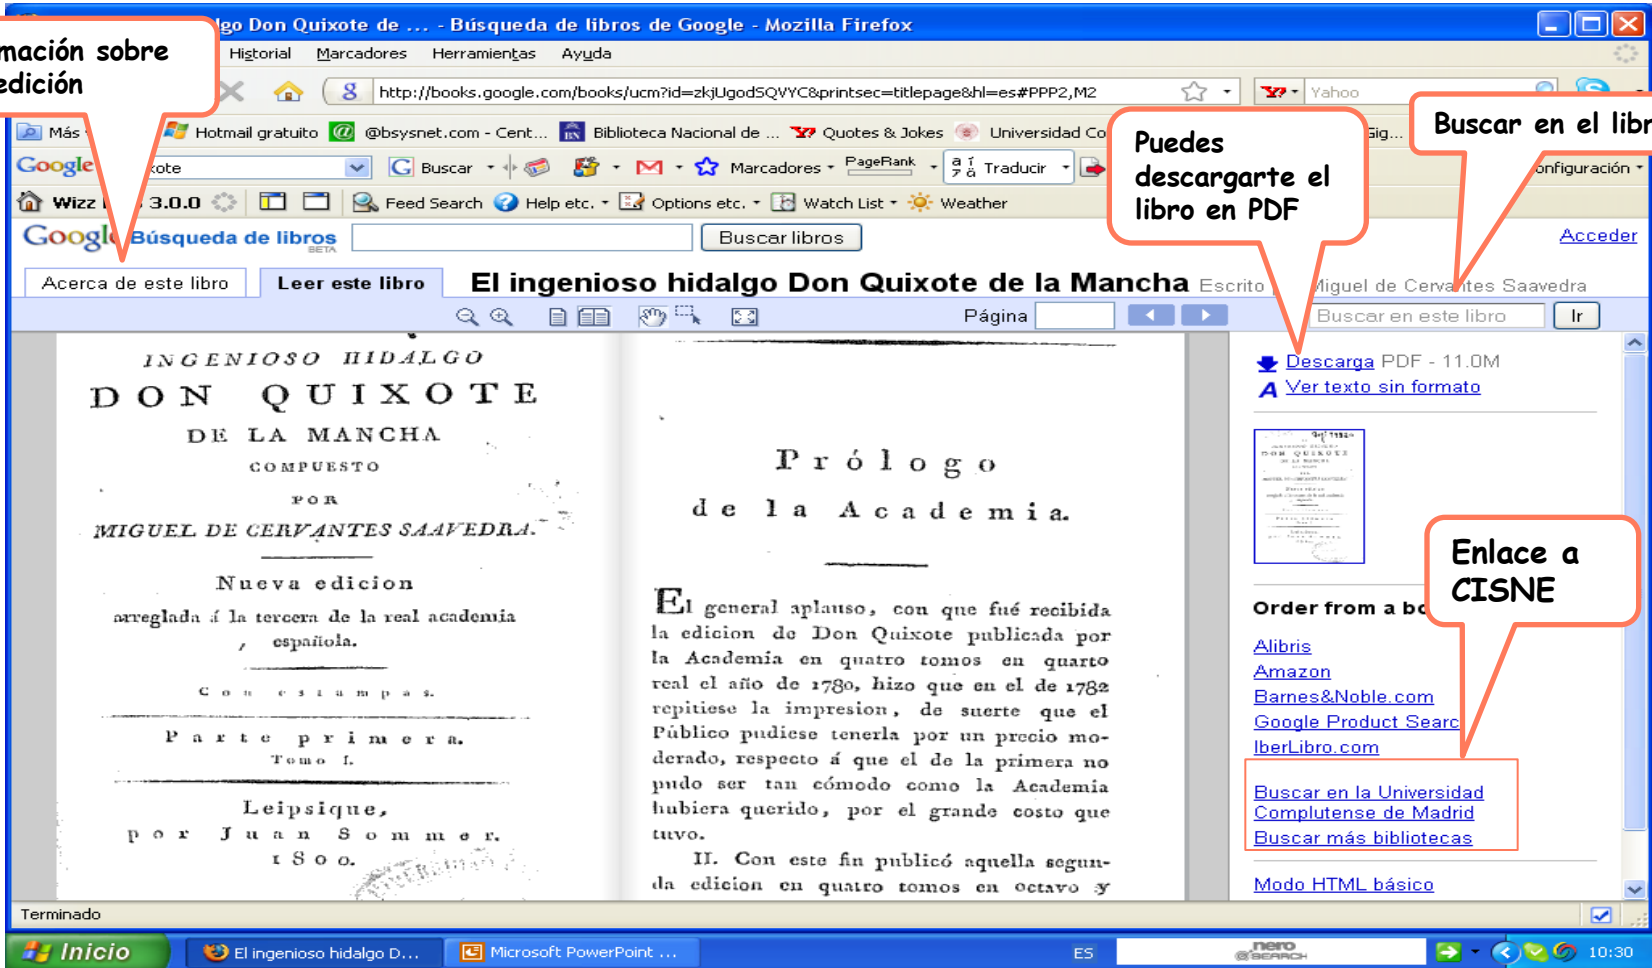 go Don Quixote de ... - Búsqueda de libros de Google - Mozilla Firefox
mación sobre
edición
Historial Marcadores Herramientas Ayuda
http://books.google.com/books/ucm?id=zkjUgodSQVYC&printsec=titlepage&hl=es#PPP2,M2
Yahoo
Buscar en el libr
Más
Hotmail gratuito
@bsysnet.com - Cent...
Biblioteca Nacional de ...
Quotes & Jokes
Universidad Co
Gig...
Puedes
descargarte el
libro en PDF
Google
xote
Buscar
Marcadores
PageRank
Traducir
onfiguración
Wizz
3.0.0
Feed Search
Help etc.
Options etc.
Watch List
Weather
Google Búsqueda de libros
BETA
Buscar libros
Acceder
Acerca de este libro
Leer este libro
El ingenioso hidalgo Don Quixote de la Mancha Escrito Miguel de Cervantes Saavedra
Página
Buscar en este libro
Ir
INGENIOSO HIDALGO
DON QUIXOTE
DE LA MANCHA
COMPUESTO
POR
MIGUEL DE CERVANTES SAAVEDRA.
Nueva edicion
arreglada á la tercera de la real academia
española.
Con estampas.
Parte primera.
Tomo I.
Leipsique,
por Juan Sommer.
1800.
Prólogo
de la Academia.
El general aplauso, con que fué recibida
la edicion de Don Quixote publicada por
la Academia en quatro tomos en quarto
real el año de 1780, hizo que en el de 1782
repitiese la impresion, de suerte que el
Público pudiese tenerla por un precio mo-
derado, respecto á que el de la primera no
pudo ser tan cómodo como la Academia
hubiera querido, por el grande costo que
tuvo.
II. Con este fin publicó aquella segun-
da edicion en quatro tomos en octavo y
Descarga PDF - 11.0M
Ver texto sin formato
DON QUIXOTE
Enlace a
CISNE
Order from a bo
Alibris
Amazon
Barnes&Noble.com
Google Product Searc
IberLibro.com
Buscar en la Universidad
Complutense de Madrid
Buscar más bibliotecas
Modo HTML básico
Terminado
Inicio
El ingenioso hidalgo D...
Microsoft PowerPoint ...
ES
nero
SEARCH
10:30